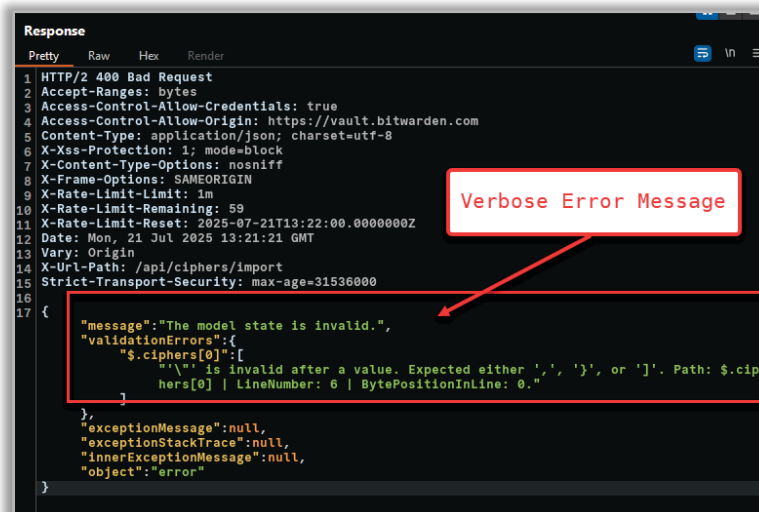 Response
Pretty Raw Hex Render \n
1 HTTP/2 400 Bad Request
2 Accept-Ranges: bytes
3 Access-Control-Allow-Credentials: true
4 Access-Control-Allow-Origin: https://vault.bitwarden.com
5 Content-Type: application/json; charset=utf-8
6 X-Xss-Protection: 1; mode=block
7 X-Content-Type-Options: nosniff
8 X-Frame-Options: SAMEORIGIN
9 X-Rate-Limit-Limit: 1m
10 X-Rate-Limit-Remaining: 59
11 X-Rate-Limit-Reset: 2025-07-21T13:22:00.0000000Z
12 Date: Mon, 21 Jul 2025 13:21:21 GMT
13 Vary: Origin
14 X-Url-Path: /api/ciphers/import
15 Strict-Transport-Security: max-age=31536000
16
17 {
"message":"The model state is invalid.",
"validationErrors":{
"$.ciphers[0]":[
"'\"' is invalid after a value. Expected either ',', '}', or ']'. Path: $.cip
hers[0] | LineNumber: 6 | BytePositionInLine: 0."
]
},
"exceptionMessage":null,
"exceptionStackTrace":null,
"innerExceptionMessage":null,
"object":"error"
}
Verbose Error Message